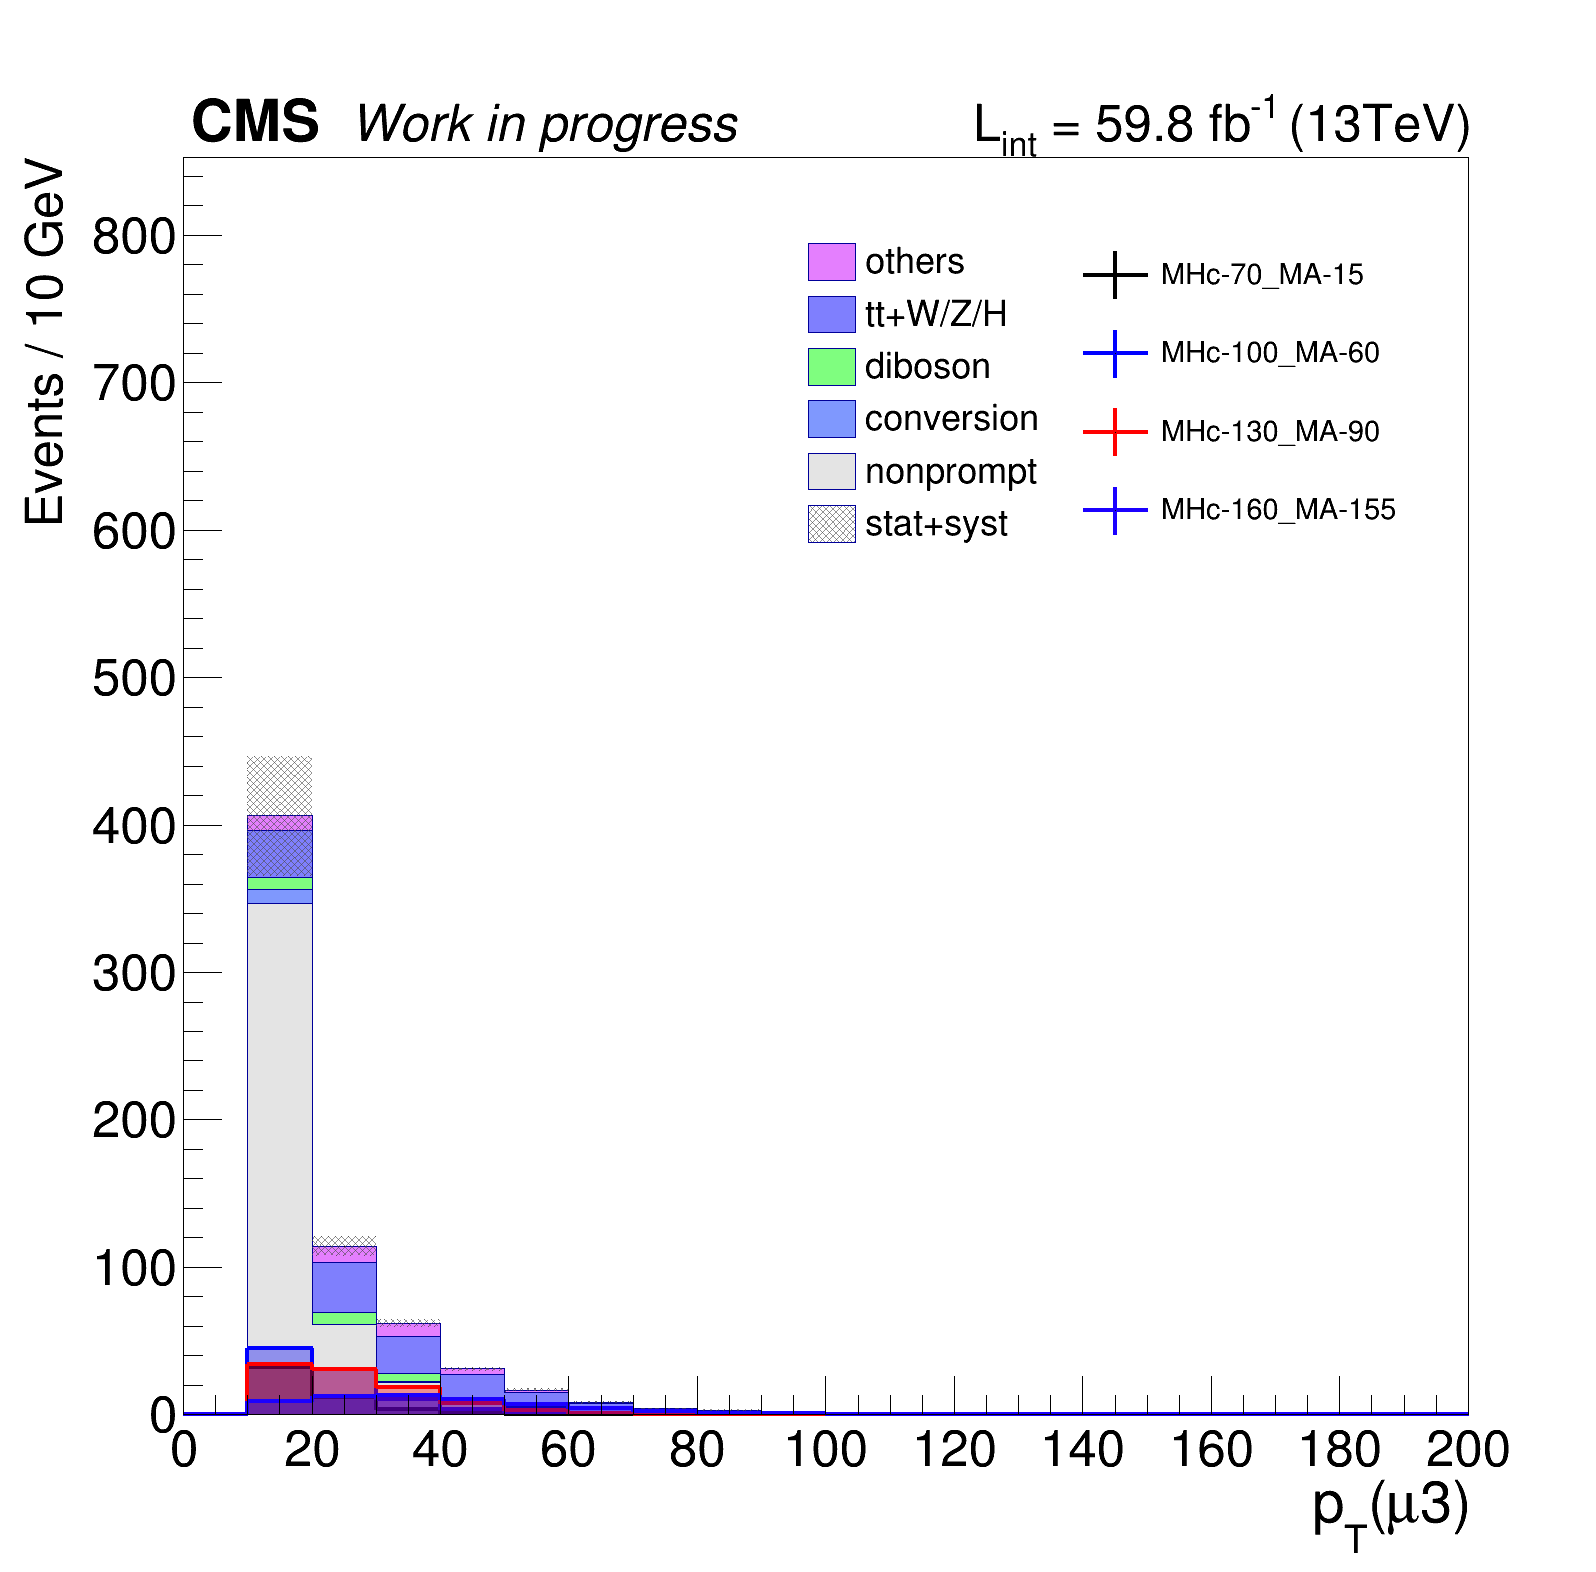 CMS Work in progress
L_int = 59.8 fb^-1 (13TeV)
Events / 10 GeV
800
700
600
500
400
300
200
100
0
others
tt+W/Z/H
diboson
conversion
nonprompt
stat+syst
MHc-70_MA-15
MHc-100_MA-60
MHc-130_MA-90
MHc-160_MA-155
0 20 40 60 80 100 120 140 160 180 200
p_T(μ3)